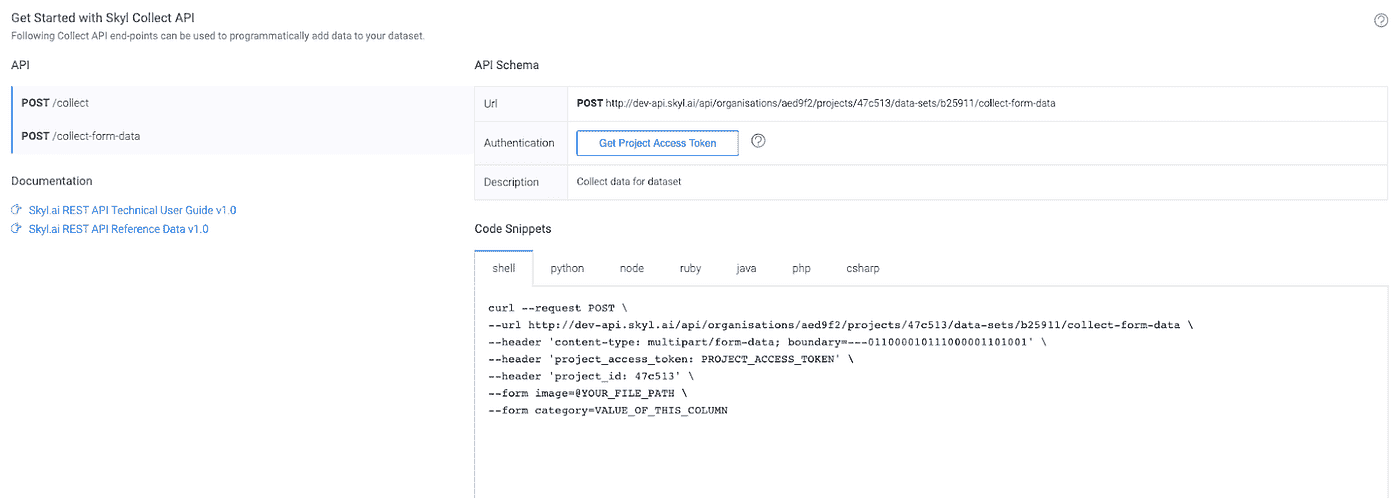 Get Started with Skyl Collect API
Following Collect API end-points can be used to programmatically add data to your dataset.
API
POST /collect
POST /collect-form-data
Documentation
Skyl.ai REST API Technical User Guide v1.0
Skyl.ai REST API Reference Data v1.0
API Schema
Url POST http://dev-api.skyl.ai/api/organisations/aed9f2/projects/47c513/data-sets/b25911/collect-form-data
Authentication Get Project Access Token
Description Collect data for dataset
Code Snippets
shell python node ruby java php csharp
curl --request POST \
--url http://dev-api.skyl.ai/api/organisations/aed9f2/projects/47c513/data-sets/b25911/collect-form-data \
--header 'content-type: multipart/form-data; boundary=---011000010111000001101001' \
--header 'project_access_token: PROJECT_ACCESS_TOKEN' \
--header 'project_id: 47c513' \
--form image=@YOUR_FILE_PATH \
--form category=VALUE_OF_THIS_COLUMN